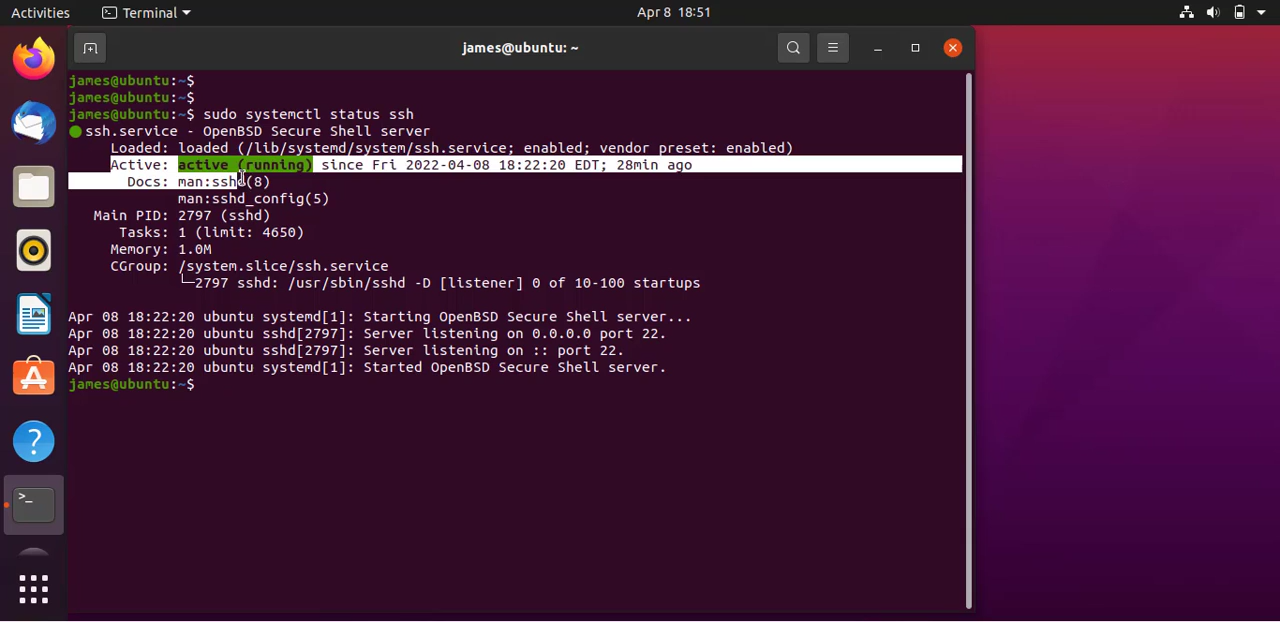 Activities Terminal Apr 8 18:51
james@ubuntu: ~
james@ubuntu:~$
james@ubuntu:~$
james@ubuntu:~$ sudo systemctl status ssh
ssh.service - OpenBSD Secure Shell server
Loaded: loaded (/lib/systemd/system/ssh.service; enabled; vendor preset: enabled)
Active: active (running) since Fri 2022-04-08 18:22:20 EDT; 28min ago
Docs: man:sshd(8)
man:sshd_config(5)
Main PID: 2797 (sshd)
Tasks: 1 (limit: 4650)
Memory: 1.0M
CGroup: /system.slice/ssh.service
└─2797 sshd: /usr/sbin/sshd -D [listener] 0 of 10-100 startups
Apr 08 18:22:20 ubuntu systemd[1]: Starting OpenBSD Secure Shell server...
Apr 08 18:22:20 ubuntu sshd[2797]: Server listening on 0.0.0.0 port 22.
Apr 08 18:22:20 ubuntu sshd[2797]: Server listening on :: port 22.
Apr 08 18:22:20 ubuntu systemd[1]: Started OpenBSD Secure Shell server.
james@ubuntu:~$